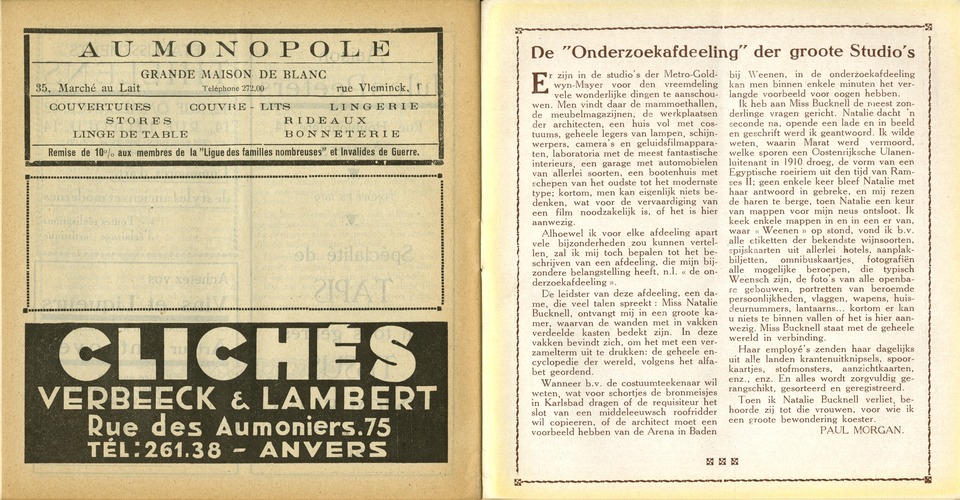 AU MONOPOLE
GRANDE MAISON DE BLANC
35, Marché au Lait Téléphone 272.00 rue Vleminck, 1
COUVERTURES COUVRE-LITS LINGERIE
STORES RIDEAUX
LINGE DE TABLE BONNETERIE
Remise de 10% aux membres de la "Ligue des familles nombreuses" et Invalides de Guerre.
CLICHÉS
VERBEECK & LAMBERT
Rue des Aumoniers.75
TÉL: 261.38 - ANVERS
De "Onderzoekafdeeling" der groote Studio's
Er zijn in de studio's der Metro-Gold-
wyn-Mayer voor den vreemdeling
vele wonderlijke dingen te aanschou-
wen. Men vindt daar de mammoethallen,
de meubelmagazijnen, de werkplaatsen
der architecten, een huis vol met cos-
tuums, geheele legers van lampen, schijn-
werpers, camera's en geluidsfilmappara-
ten, laboratoria met de meest fantastische
interieurs, een garage met automobielen
van allerlei soorten, een bootenhuis met
schepen van het oudste tot het modernste
type; kortom, men kan eigenlijk niets be-
denken, wat voor de vervaardiging van
een film noodzakelijk is, of het is hier
aanwezig.
Alhoewel ik voor elke afdeeling apart
vele bijzonderheden zou kunnen vertel-
len, zal ik mij toch bepalen tot het be-
schrijven van een afdeeling, die mijn bij-
zondere belangstelling heeft, n.l. « de on-
derzoekafdeeling ».
De leidster van deze afdeeling, een da-
me, die veel talen spreekt : Miss Natalie
Bucknell, ontvangt mij in een groote ka-
mer, waarvan de wanden met in vakken
verdeelde kasten bedekt zijn. In deze
vakken bevindt zich, om het met een ver-
zamelterm uit te drukken: de geheele en-
cyclopedie der wereld, volgens het alfa-
bet geordend.
Wanneer b.v. de costuumteekenaar wil
weten, wat voor schortjes de bronmeisjes
in Karlsbad dragen of de requisiteur het
slot van een middeleeuwsch roofridder
wil copieeren, of de architect moet een
voorbeeld hebben van de Arena in Baden
bij Weenen, in de onderzoekafdeeling
kan men binnen enkele minuten het ver-
langde voorbeeld voor oogen hebben.
Ik heb aan Miss Bucknell de meest zon-
derlinge vragen gericht. Natalie dacht 'n
seconde na, opende een lade en in beeld
en geschrift werd ik geantwoord. Ik wilde
weten, waarin Marat werd vermoord,
welke sporen een Oostenrijksche Ulanen-
luitenant in 1910 droeg, de vorm van een
Egyptische roeiriem uit den tijd van Ram-
ses II; geen enkele keer bleef Natalie met
haar antwoord in gebreke, en mij rezen
de haren te berge, toen Natalie een keur
van mappen voor mijn neus ontsloot. Ik
keek enkele mappen in en in een er van,
waar « Weenen » op stond, vond ik b.v.
alle etiketten der bekendste wijnsoorten,
spijskaarten uit allerlei hotels, aanplak-
biljetten, omnibuskaartjes, fotografiën
alle mogelijke beroepen, die typisch
Weensch zijn, de foto's van alle openba-
re gebouwen, portretten van beroemde
persoonlijkheden, vlaggen, wapens, huis-
deurnummers, lantaarns... kortom er kan
u niets te binnen vallen of het is hier aan-
wezig. Miss Bucknell staat met de geheele
wereld in verbinding.
Haar employé's zenden haar dagelijks
uit alle landen krantenuitknipsels, spoor-
kaartjes, stofmonsters, aanzichtkaarten,
enz., enz. En alles wordt zorgvuldig ge-
rangschikt, gesorteerd en geregistreerd.
Toen ik Natalie Bucknell verliet, be-
hoorde zij tot die vrouwen, voor wie ik
een groote bewondering koester.
PAUL MORGAN.